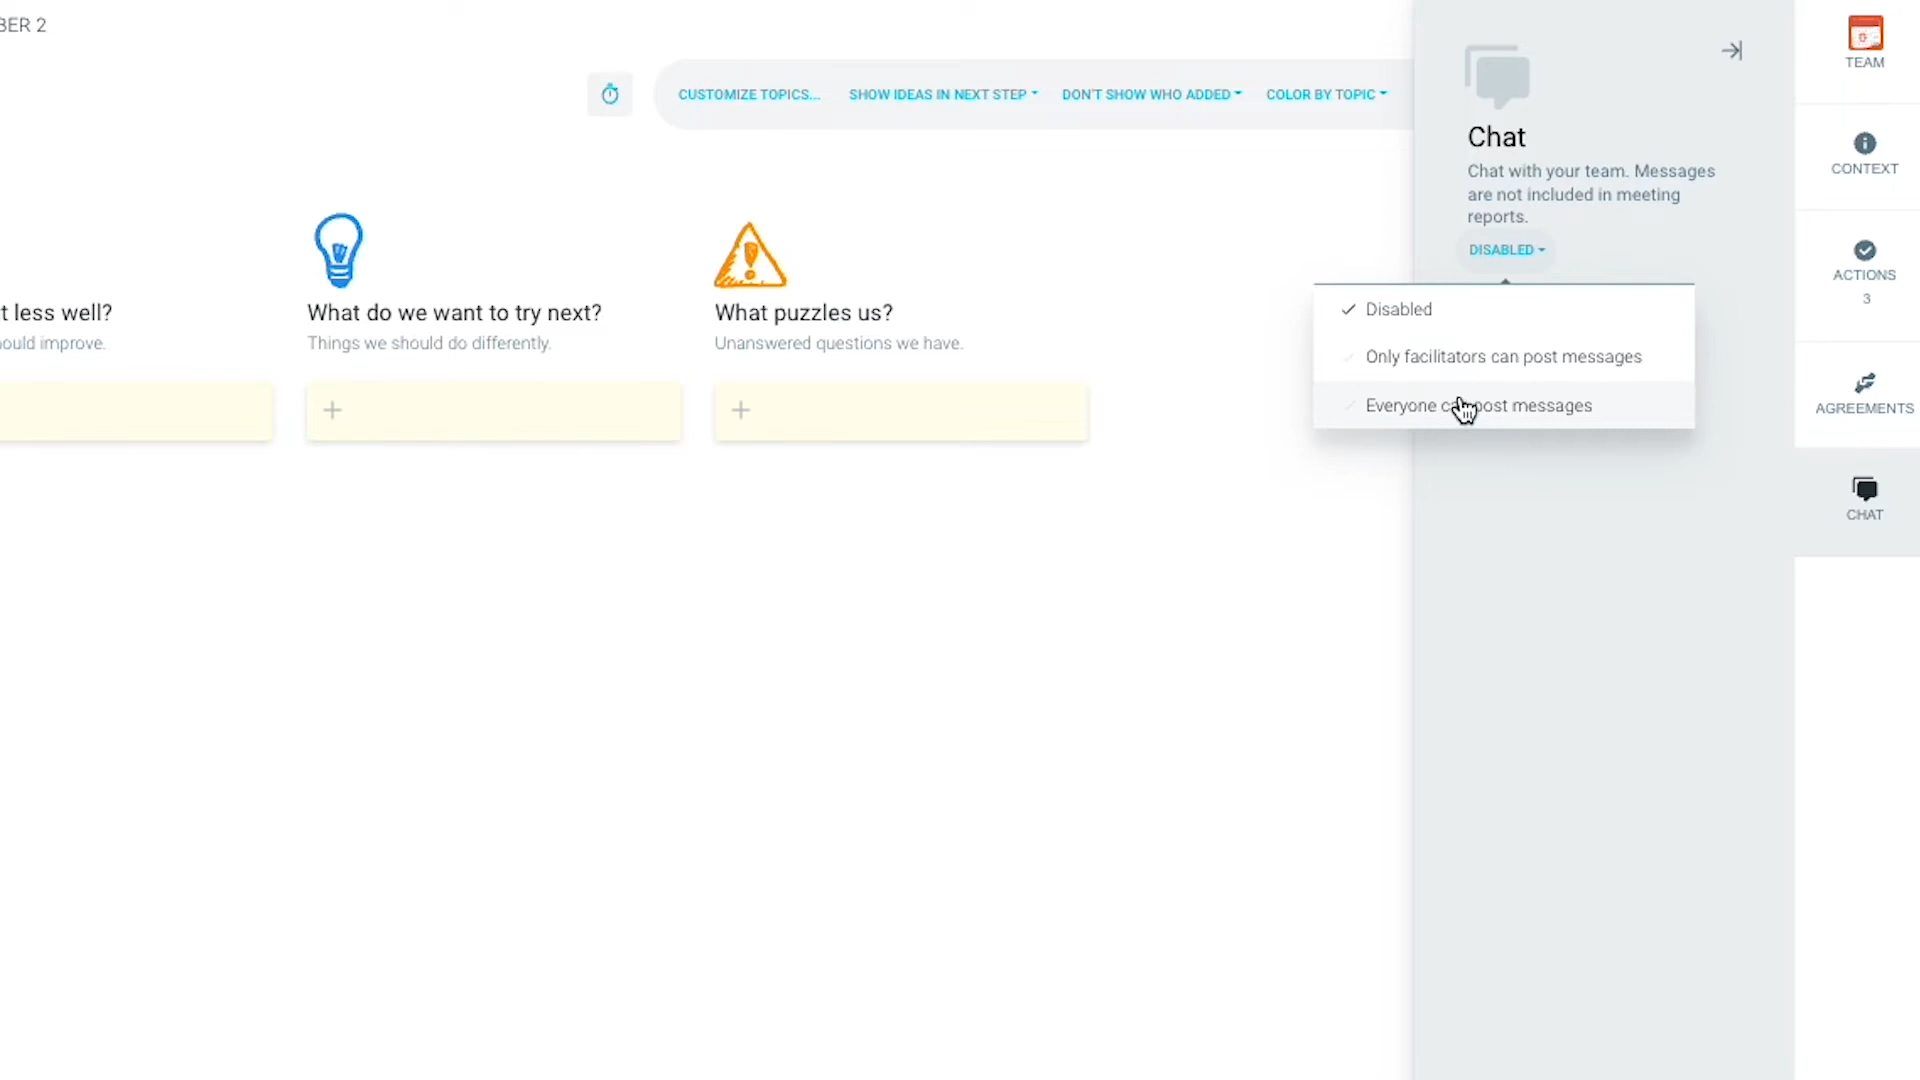 BER 2
CUSTOMIZE TOPICS...
SHOW IDEAS IN NEXT STEP
DON'T SHOW WHO ADDED
COLOR BY TOPIC
t less well?
ould improve.
What do we want to try next?
Things we should do differently.
What puzzles us?
Unanswered questions we have.
Chat
Chat with your team. Messages
are not included in meeting
reports.
DISABLED
Disabled
Only facilitators can post messages
Everyone can post messages
TEAM
CONTEXT
ACTIONS
3
AGREEMENTS
CHAT